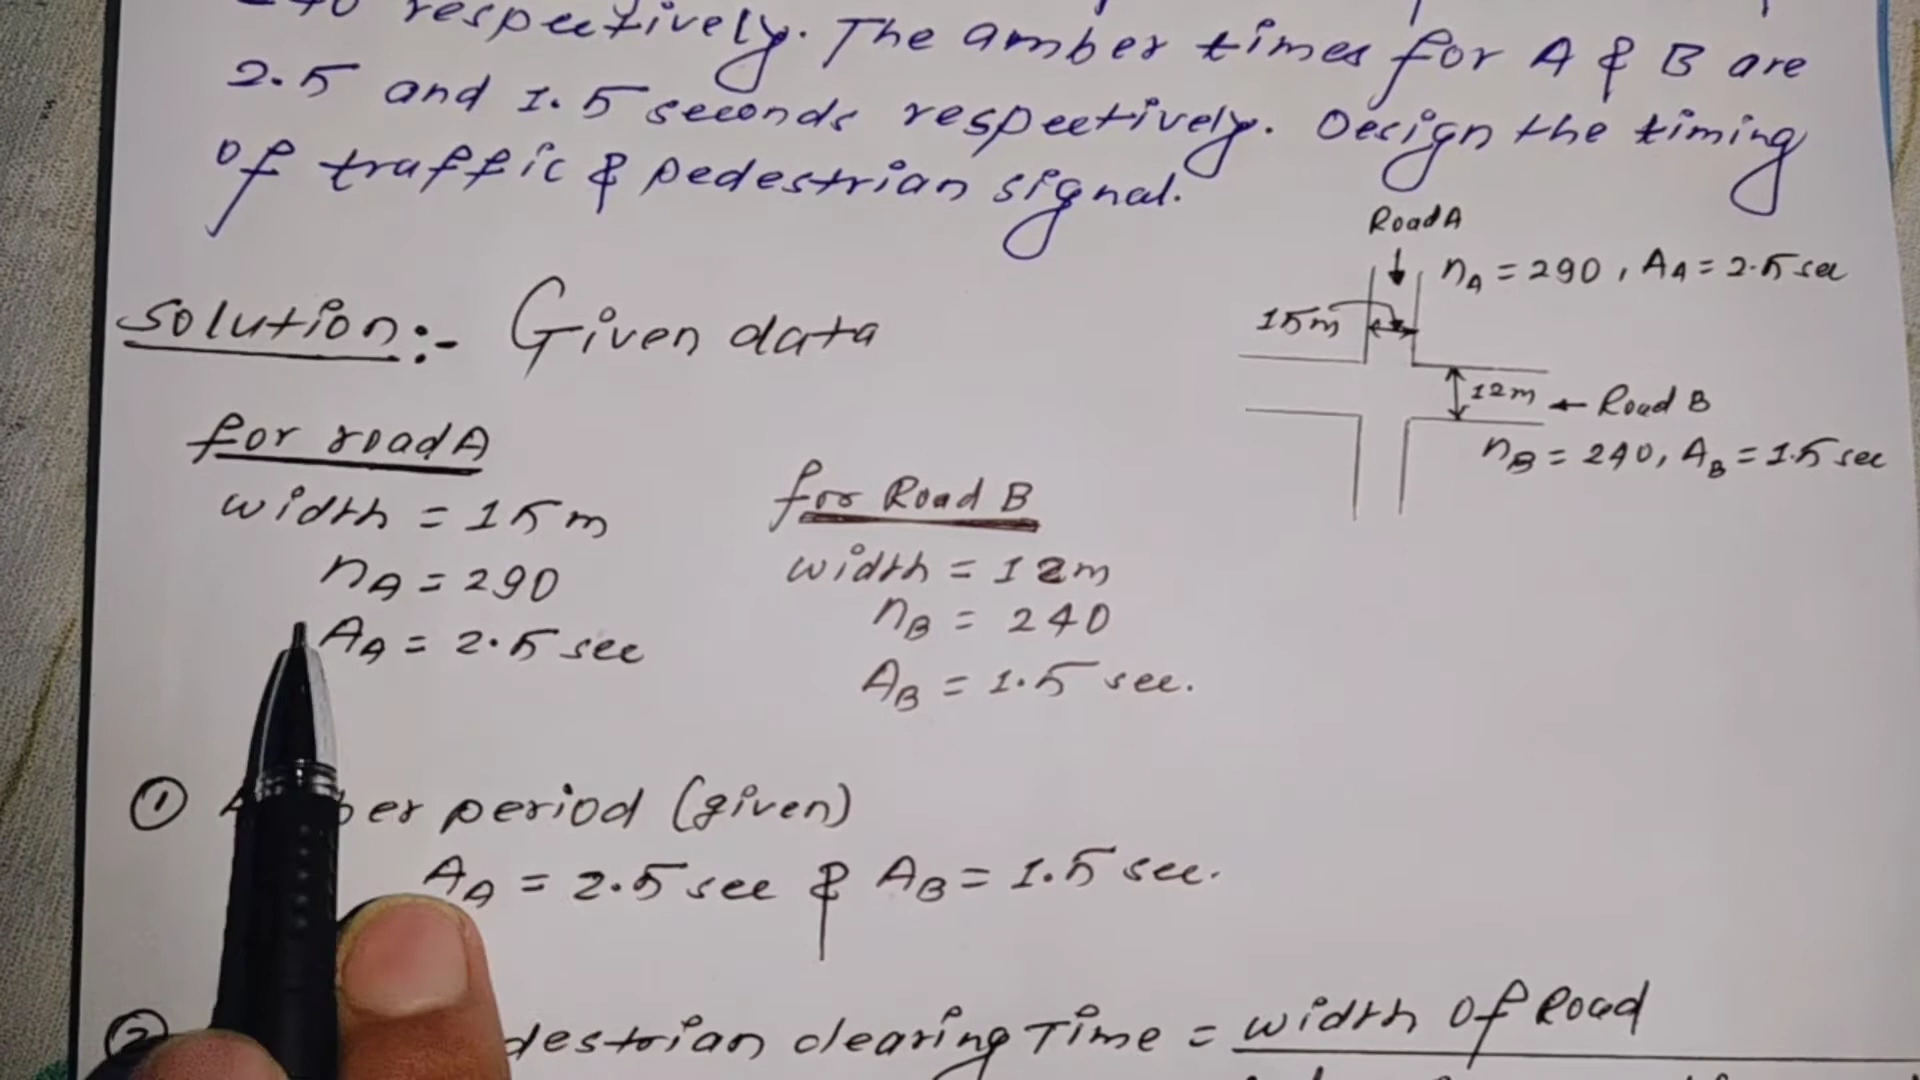 240 respectively. The amber times for A & B are
2.5 and 1.5 seconds respectively. Design the timing
of traffic & pedestrian signal.
Road A
nA = 290, AA = 2.5 sec
15m
12m ← Road B
nB = 240, AB = 1.5 sec
Solution:- Given data
for road A
width = 15m
nA = 290
AA = 2.5 sec
for Road B
width = 12m
nB = 240
AB = 1.5 sec.
① period (given)
AA = 2.5 sec & AB = 1.5 sec.
② clearing Time = width of Road